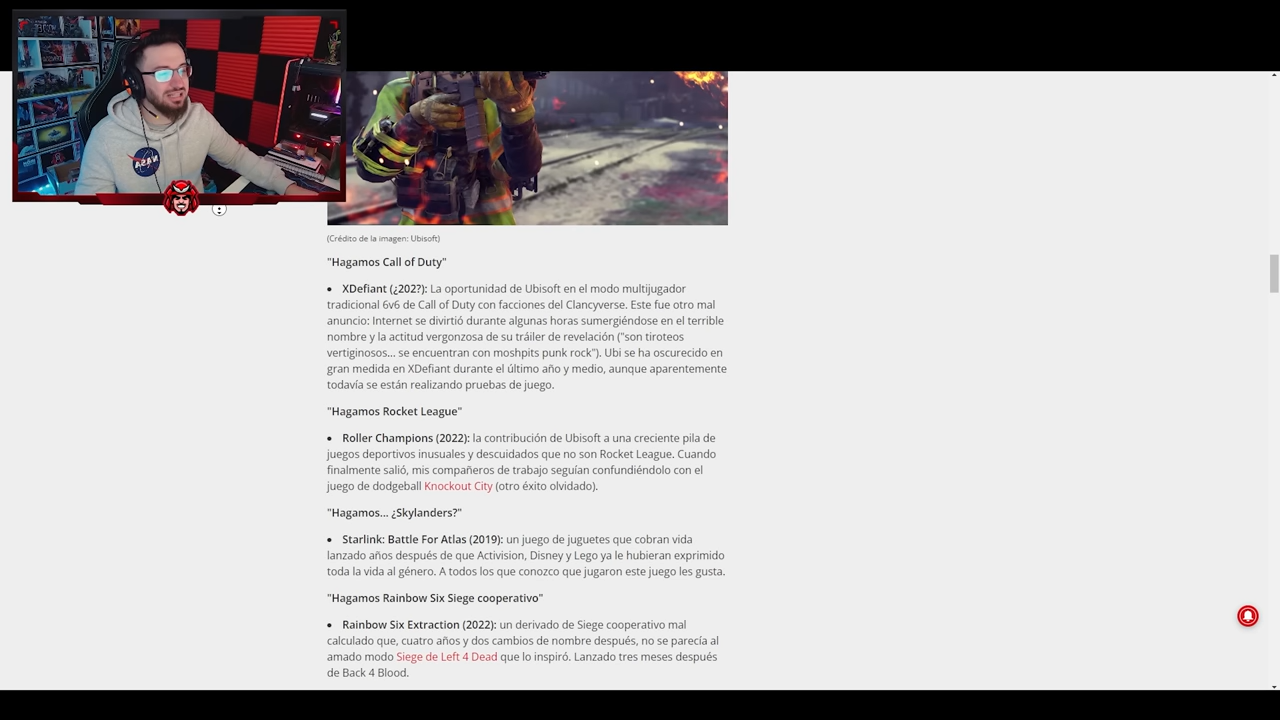 NASA
(Crédito de la imagen: Ubisoft)
"Hagamos Call of Duty"
• XDefiant (¿202?): La oportunidad de Ubisoft en el modo multijugador
tradicional 6v6 de Call of Duty con facciones del Clancyverse. Este fue otro mal
anuncio: Internet se divirtió durante algunas horas sumergiéndose en el terrible
nombre y la actitud vergonzosa de su tráiler de revelación ("son tiroteos
vertiginosos... se encuentran con moshpits punk rock"). Ubi se ha oscurecido en
gran medida en XDefiant durante el último año y medio, aunque aparentemente
todavía se están realizando pruebas de juego.
"Hagamos Rocket League"
• Roller Champions (2022): la contribución de Ubisoft a una creciente pila de
juegos deportivos inusuales y descuidados que no son Rocket League. Cuando
finalmente salió, mis compañeros de trabajo seguían confundiéndolo con el
juego de dodgeball Knockout City (otro éxito olvidado).
"Hagamos... ¿Skylanders?"
• Starlink: Battle For Atlas (2019): un juego de juguetes que cobran vida
lanzado años después de que Activision, Disney y Lego ya le hubieran exprimido
toda la vida al género. A todos los que conozco que jugaron este juego les gusta.
"Hagamos Rainbow Six Siege cooperativo"
• Rainbow Six Extraction (2022): un derivado de Siege cooperativo mal
calculado que, cuatro años y dos cambios de nombre después, no se parecía al
amado modo Siege de Left 4 Dead que lo inspiró. Lanzado tres meses después
de Back 4 Blood.